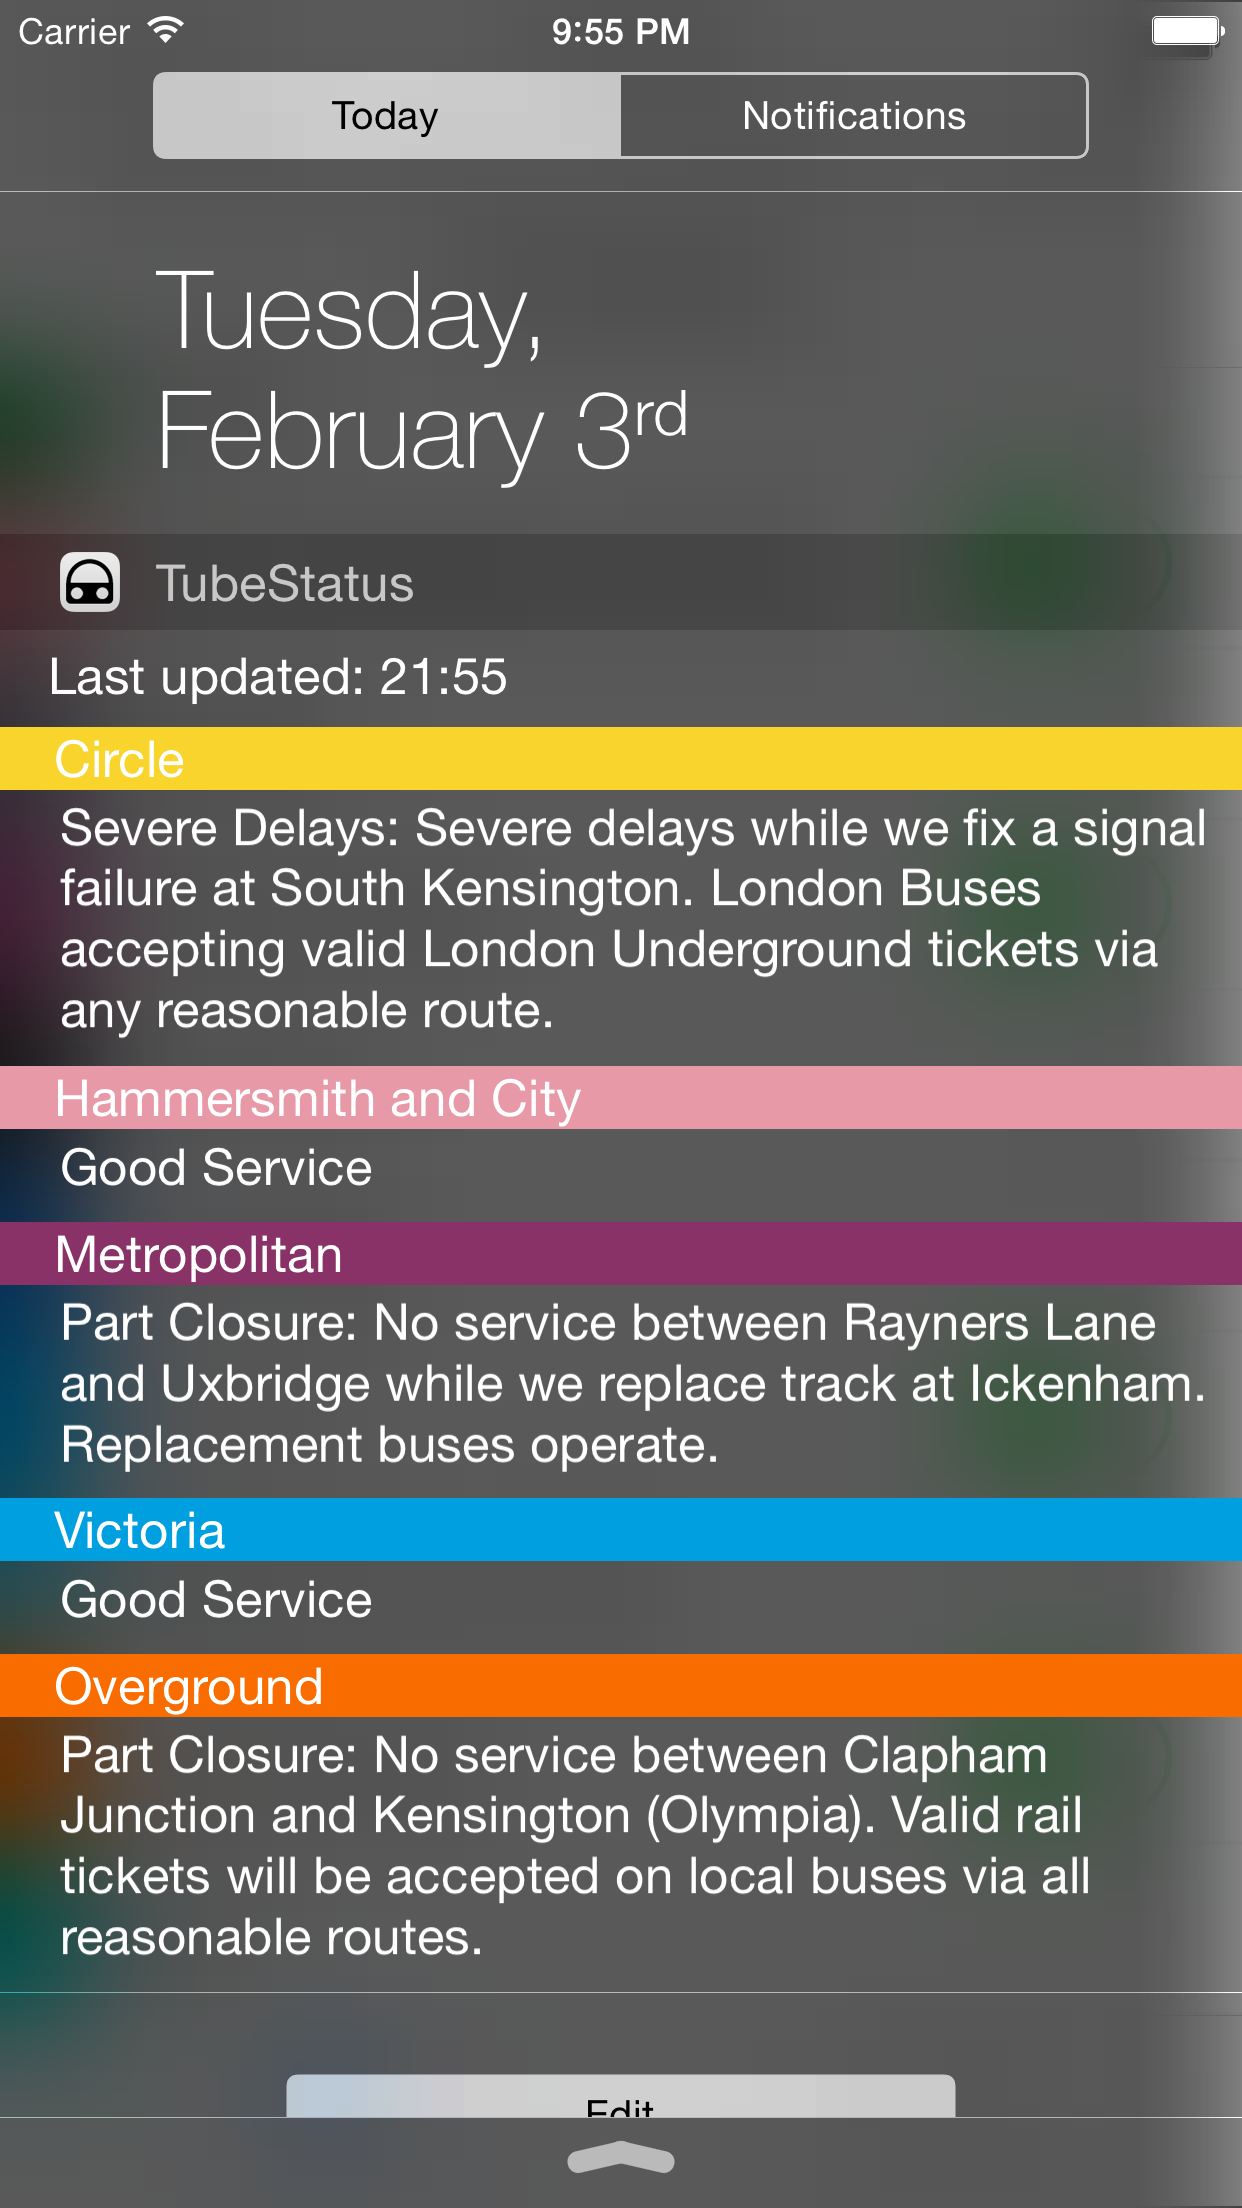 Carrier 9:55 PM
Today Notifications
Tuesday,
February 3rd
TubeStatus
Last updated: 21:55
Circle
Severe Delays: Severe delays while we fix a signal
failure at South Kensington. London Buses
accepting valid London Underground tickets via
any reasonable route.
Hammersmith and City
Good Service
Metropolitan
Part Closure: No service between Rayners Lane
and Uxbridge while we replace track at Ickenham.
Replacement buses operate.
Victoria
Good Service
Overground
Part Closure: No service between Clapham
Junction and Kensington (Olympia). Valid rail
tickets will be accepted on local buses via all
reasonable routes.
Edit